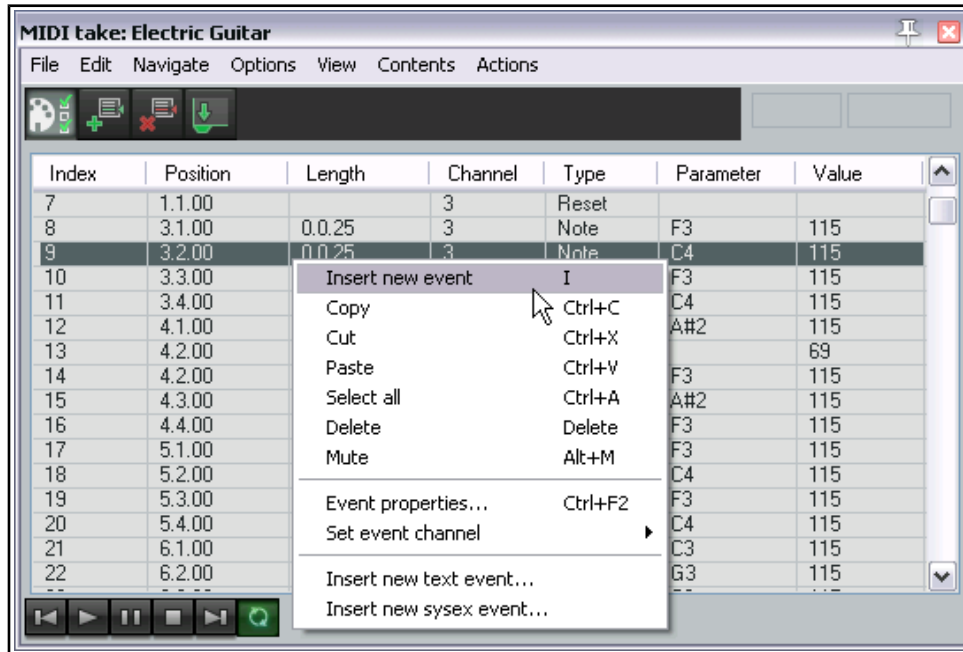 MIDI take: Electric Guitar
File Edit Navigate Options View Contents Actions
Index Position Length Channel Type Parameter Value
7 1.1.00 3 Reset
8 3.1.00 0.0.25 3 Note F3 115
9 3.2.00 0.0.25 3 Note C4 115
10 3.3.00 Insert new event I F3 115
11 3.4.00 Copy Ctrl+C C4 115
12 4.1.00 Cut Ctrl+X A#2 115
13 4.2.00 69
14 4.2.00 Paste Ctrl+V F3 115
15 4.3.00 Select all Ctrl+A A#2 115
16 4.4.00 Delete Delete F3 115
17 5.1.00 Mute Alt+M F3 115
18 5.2.00 C4 115
19 5.3.00 Event properties... Ctrl+F2 F3 115
20 5.4.00 Set event channel C4 115
21 6.1.00 C3 115
22 6.2.00 Insert new text event... G3 115
Insert new sysex event...